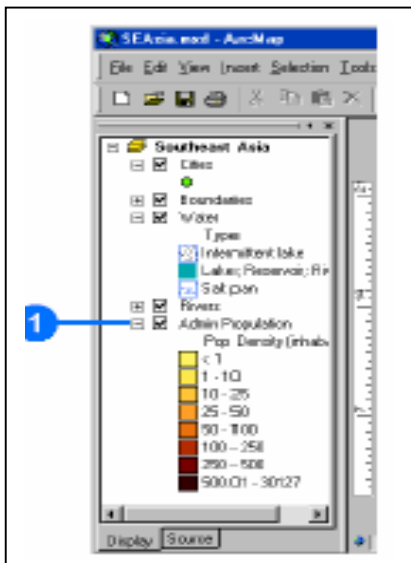 SEAsia.mxd - ArcMap
File Edit View Insert Selection Tools
Southeast Asia
Cities
Boundaries
Water
Types
Intermittent lake
Lake; Reservoir; Riv
Salt pan
Rivers
1
Admin Population
Pop. Density (inhab
< 1
1 - 10
10 - 25
25 - 50
50 - 100
100 - 250
250 - 500
500.01 - 30127
Display Source